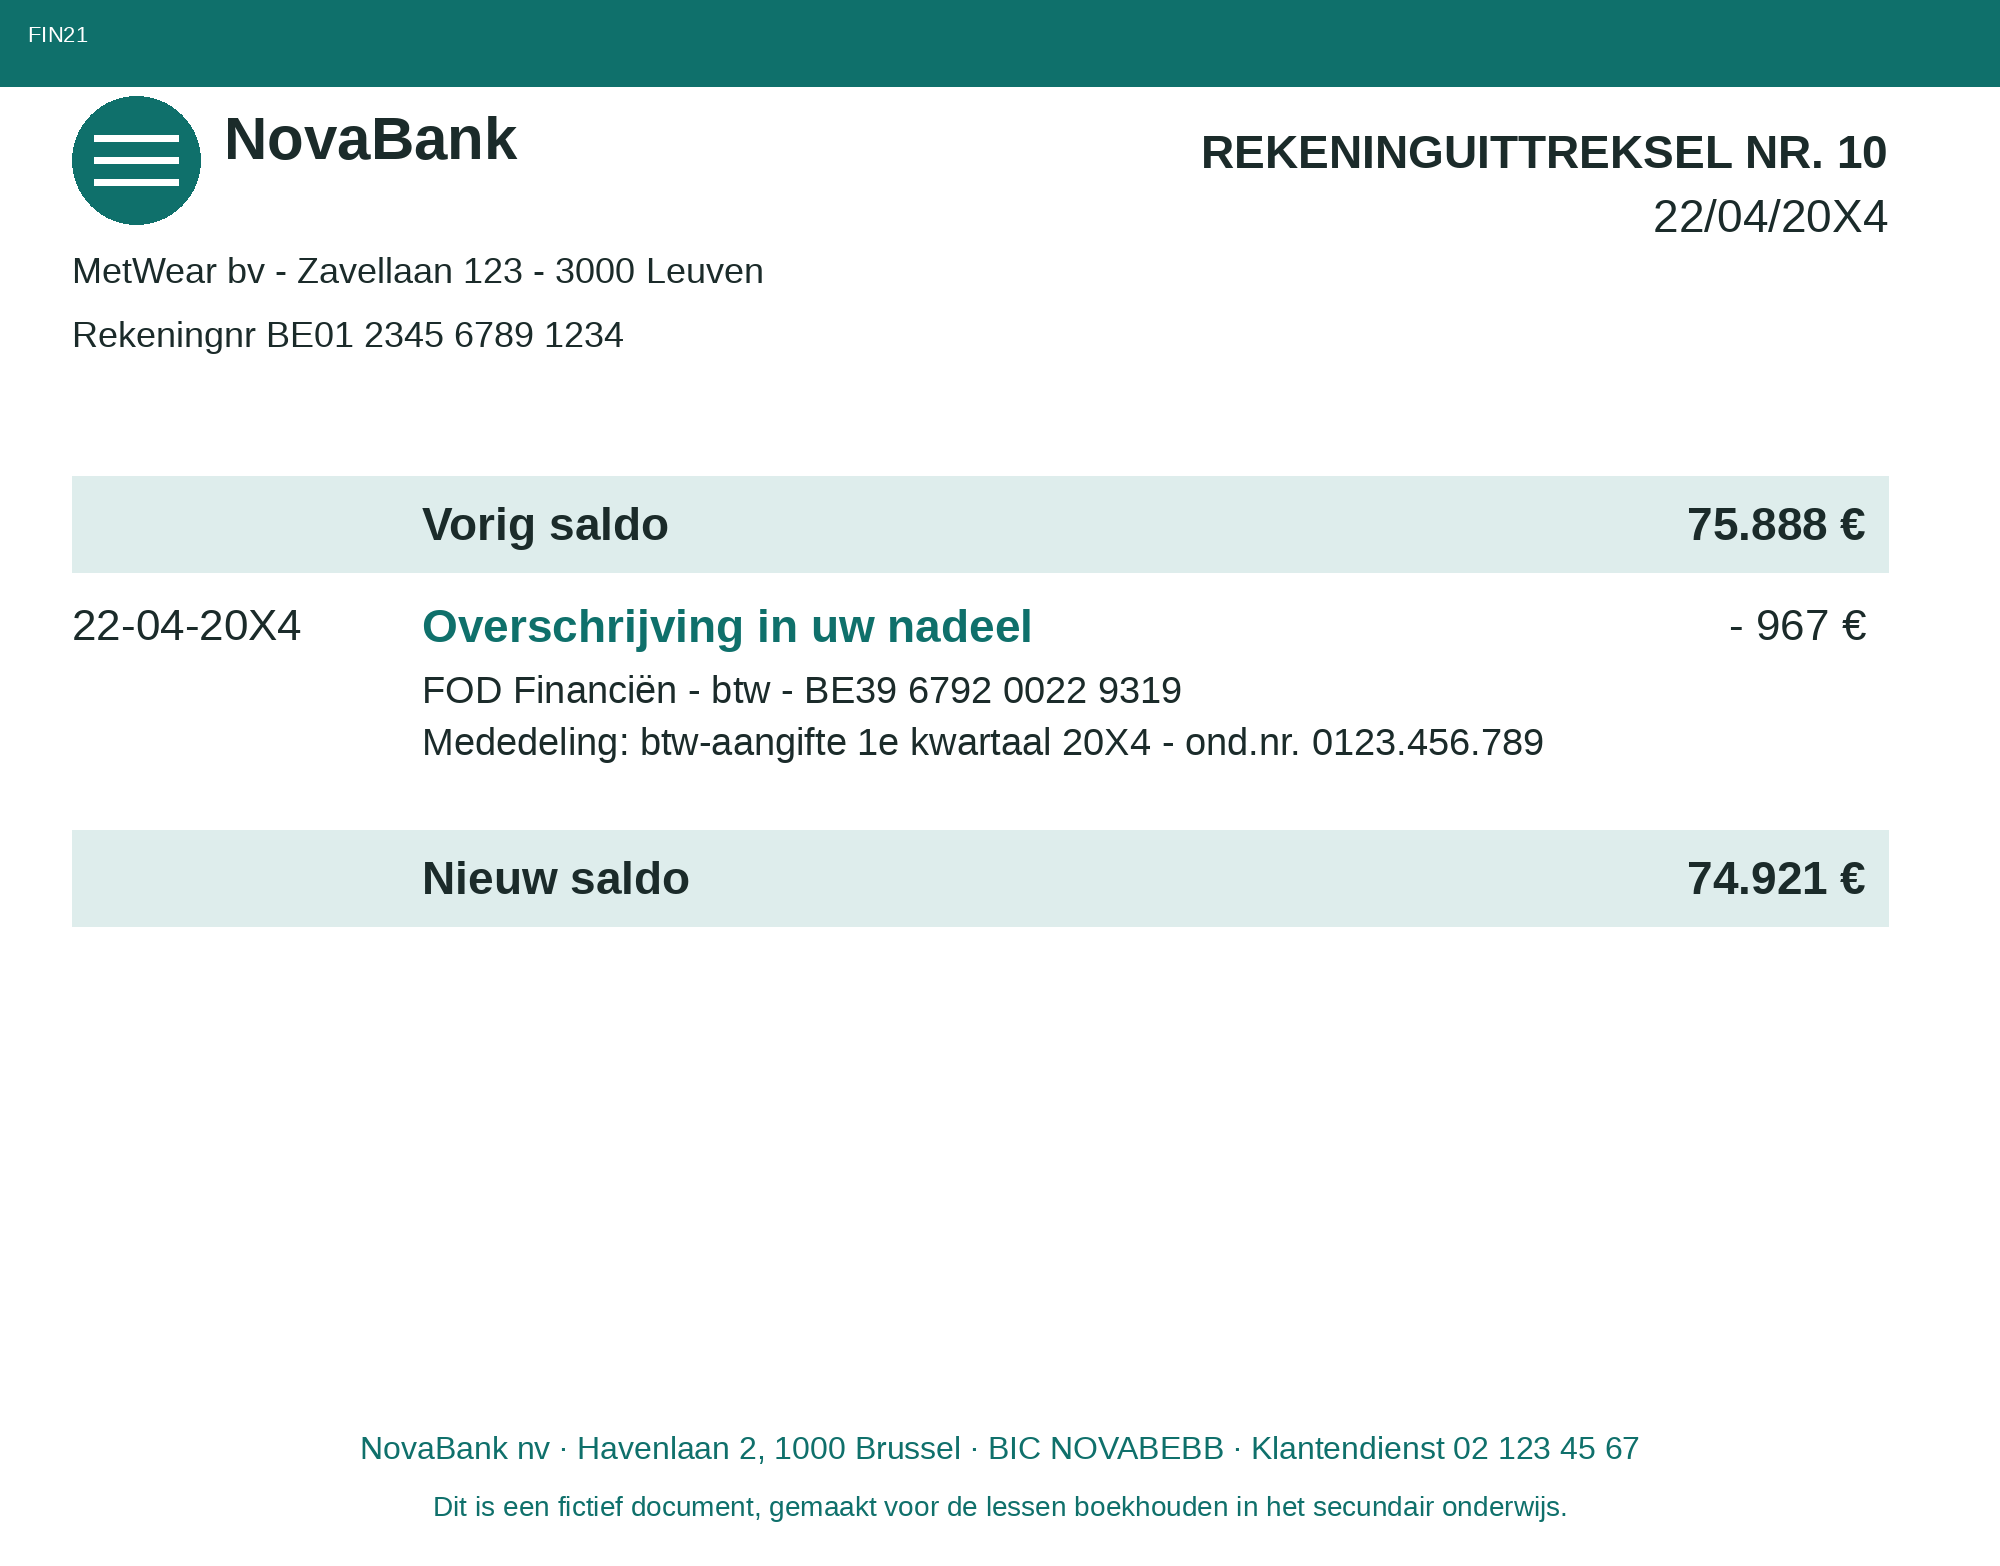 FIN21
NovaBank
REKENINGUITTREKSEL NR. 10
22/04/20X4
MetWear bv - Zavellaan 123 - 3000 Leuven
Rekeningnr BE01 2345 6789 1234
Vorig saldo 75.888 €
22-04-20X4 Overschrijving in uw nadeel - 967 €
FOD Financiën - btw - BE39 6792 0022 9319
Mededeling: btw-aangifte 1e kwartaal 20X4 - ond.nr. 0123.456.789
Nieuw saldo 74.921 €
NovaBank nv · Havenlaan 2, 1000 Brussel · BIC NOVABEBB · Klantendienst 02 123 45 67
Dit is een fictief document, gemaakt voor de lessen boekhouden in het secundair onderwijs.